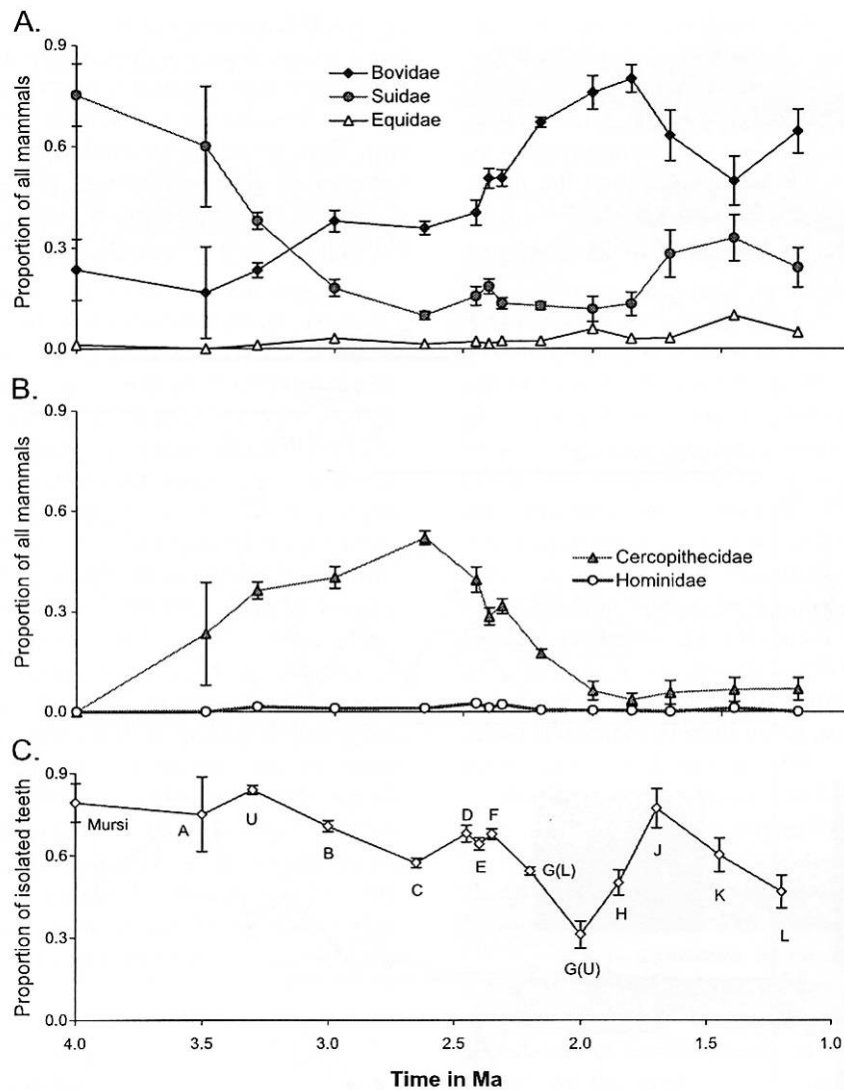 A.
0.9
0.6
0.3
0.0
Proportion of all mammals
Bovidae
Suidae
Equidae
B.
0.9
0.6
0.3
0.0
Proportion of all mammals
Cercopithecidae
Hominidae
C.
0.9
0.6
0.3
0.0
Proportion of isolated teeth
Mursi
A
U
B
C
D
E
F
G(L)
G(U)
H
J
K
L
4.0 3.5 3.0 2.5 2.0 1.5 1.0
Time in Ma